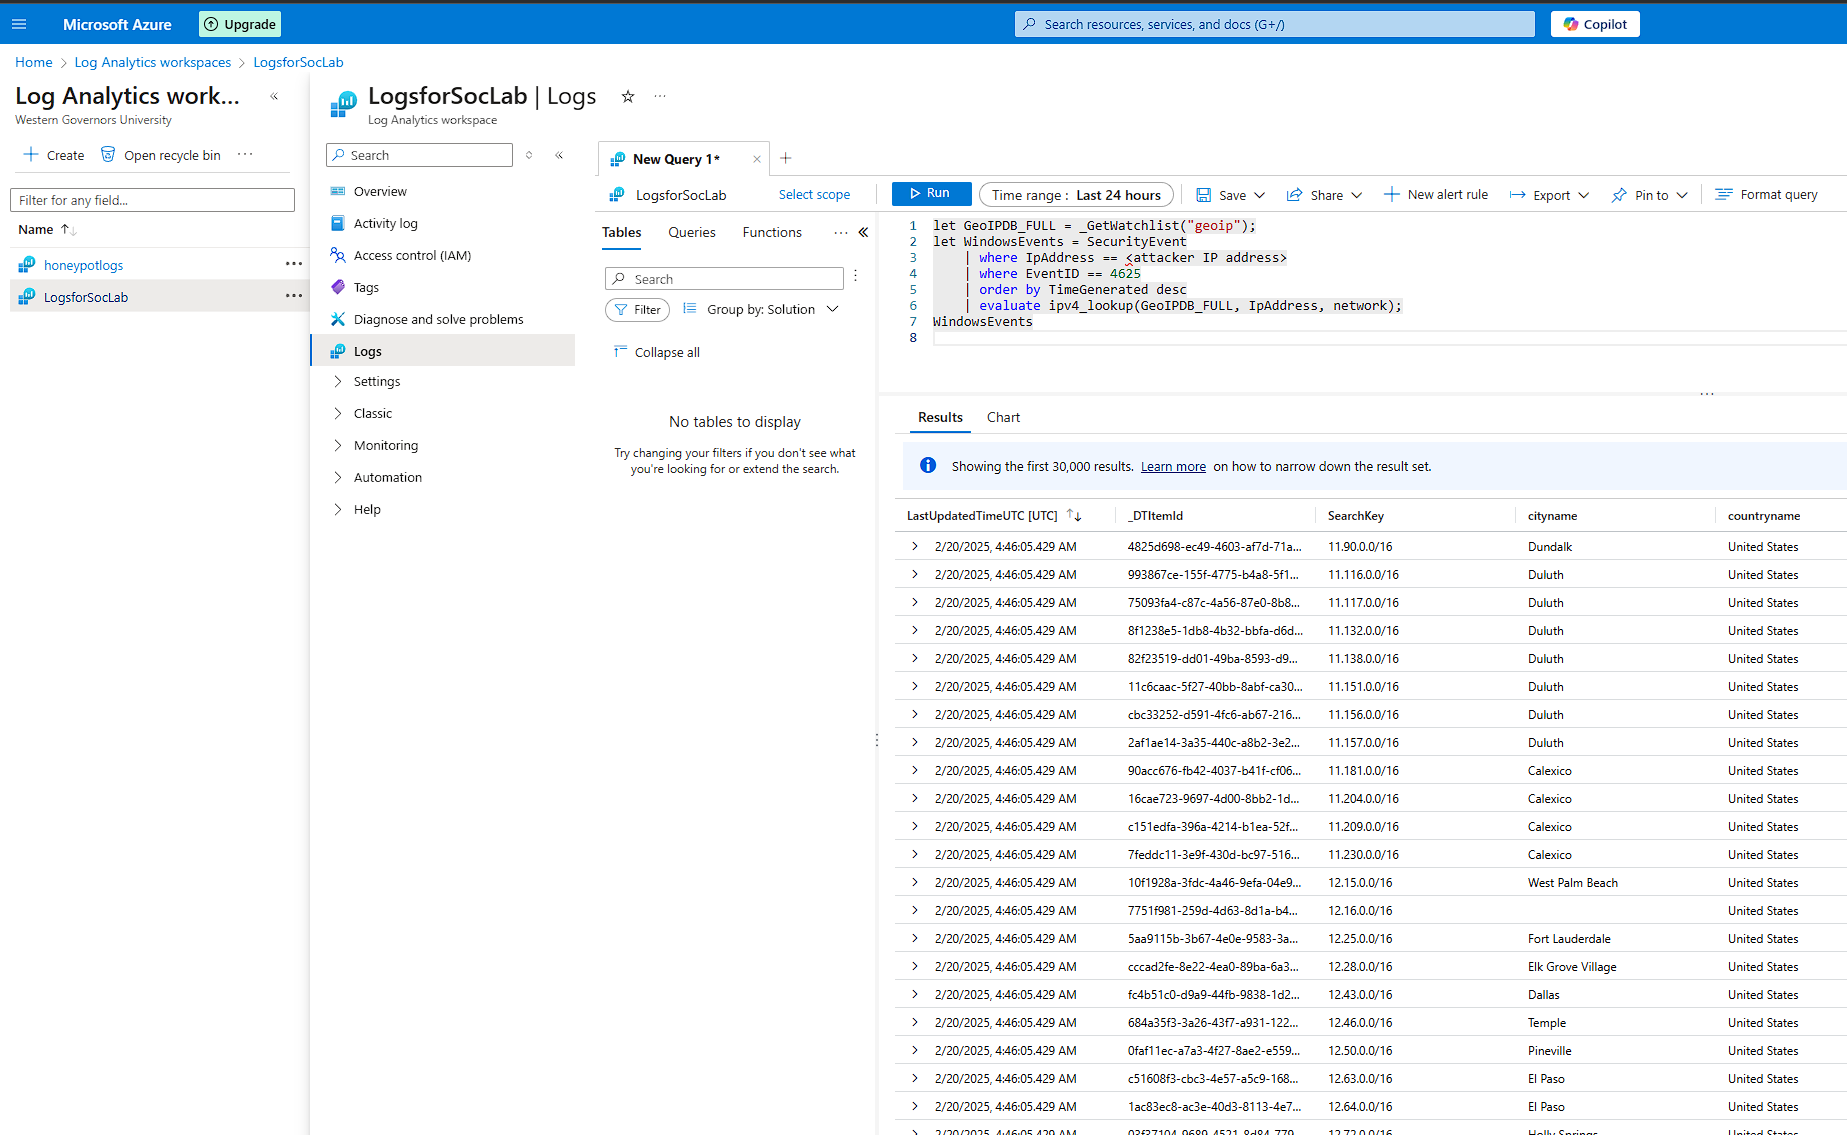 Microsoft Azure
Upgrade
Search resources, services, and docs (G+/)
Copilot
Home > Log Analytics workspaces > LogsforSocLab
Log Analytics work...
Western Governors University
Create
Open recycle bin
Filter for any field...
Name
honeypotlogs
LogsforSocLab
LogsforSocLab | Logs
Log Analytics workspace
Search
Overview
Activity log
Access control (IAM)
Tags
Diagnose and solve problems
Logs
Settings
Classic
Monitoring
Automation
Help
New Query 1*
LogsforSocLab
Select scope
Run
Time range : Last 24 hours
Save
Share
New alert rule
Export
Pin to
Format query
Tables
Queries
Functions
Search
Filter
Group by: Solution
Collapse all
No tables to display
Try changing your filters if you don't see what
you're looking for or extend the search.
1 let GeoIPDB_FULL = _GetWatchlist("geoip");
2 let WindowsEvents = SecurityEvent
3 | where IpAddress == <attacker IP address>
4 | where EventID == 4625
5 | order by TimeGenerated desc
6 | evaluate ipv4_lookup(GeoIPDB_FULL, IpAddress, network);
7 WindowsEvents
8
Results
Chart
Showing the first 30,000 results. Learn more on how to narrow down the result set.
LastUpdatedTimeUTC [UTC] _DTItemId SearchKey cityname countryname
2/20/2025, 4:46:05.429 AM 4825d698-ec49-4603-af7d-71a... 11.90.0.0/16 Dundalk United States
2/20/2025, 4:46:05.429 AM 993867ce-155f-4775-b4a8-5f1... 11.116.0.0/16 Duluth United States
2/20/2025, 4:46:05.429 AM 75093fa4-c87c-4a56-87e0-8b8... 11.117.0.0/16 Duluth United States
2/20/2025, 4:46:05.429 AM 8f1238e5-1db8-4b32-bbfa-d6d... 11.132.0.0/16 Duluth United States
2/20/2025, 4:46:05.429 AM 82f23519-dd01-49ba-8593-d9... 11.138.0.0/16 Duluth United States
2/20/2025, 4:46:05.429 AM 11c6caac-5f27-40bb-8abf-ca30... 11.151.0.0/16 Duluth United States
2/20/2025, 4:46:05.429 AM cbc33252-d591-4fc6-ab67-216... 11.156.0.0/16 Duluth United States
2/20/2025, 4:46:05.429 AM 2af1ae14-3a35-440c-a8b2-3e2... 11.157.0.0/16 Duluth United States
2/20/2025, 4:46:05.429 AM 90acc676-fb42-4037-b41f-cf06... 11.181.0.0/16 Calexico United States
2/20/2025, 4:46:05.429 AM 16cae723-9697-4d00-8bb2-1d... 11.204.0.0/16 Calexico United States
2/20/2025, 4:46:05.429 AM c151edfa-396a-4214-b1ea-52f... 11.209.0.0/16 Calexico United States
2/20/2025, 4:46:05.429 AM 7feddc11-3e9f-430d-bc97-516... 11.230.0.0/16 Calexico United States
2/20/2025, 4:46:05.429 AM 10f1928a-3fdc-4a46-9efa-04e9... 12.15.0.0/16 West Palm Beach United States
2/20/2025, 4:46:05.429 AM 7751f981-259d-4d63-8d1a-b4... 12.16.0.0/16 United States
2/20/2025, 4:46:05.429 AM 5aa9115b-3b67-4e0e-9583-3a... 12.25.0.0/16 Fort Lauderdale United States
2/20/2025, 4:46:05.429 AM cccad2fe-8e22-4ea0-89ba-6a3... 12.28.0.0/16 Elk Grove Village United States
2/20/2025, 4:46:05.429 AM fc4b51c0-d9a9-44fb-9838-1d2... 12.43.0.0/16 Dallas United States
2/20/2025, 4:46:05.429 AM 684a35f3-3a26-43f7-a931-122... 12.46.0.0/16 Temple United States
2/20/2025, 4:46:05.429 AM 0faf11ec-a7a3-4f27-8ae2-e559... 12.50.0.0/16 Pineville United States
2/20/2025, 4:46:05.429 AM c51608f3-cbc3-4e57-a5c9-168... 12.63.0.0/16 El Paso United States
2/20/2025, 4:46:05.429 AM 1ac83ec8-ac3e-40d3-8113-4e7... 12.64.0.0/16 El Paso United States
2/20/2025, 4:46:05.429 AM 12.72.0.0/16 Holly Springs United States